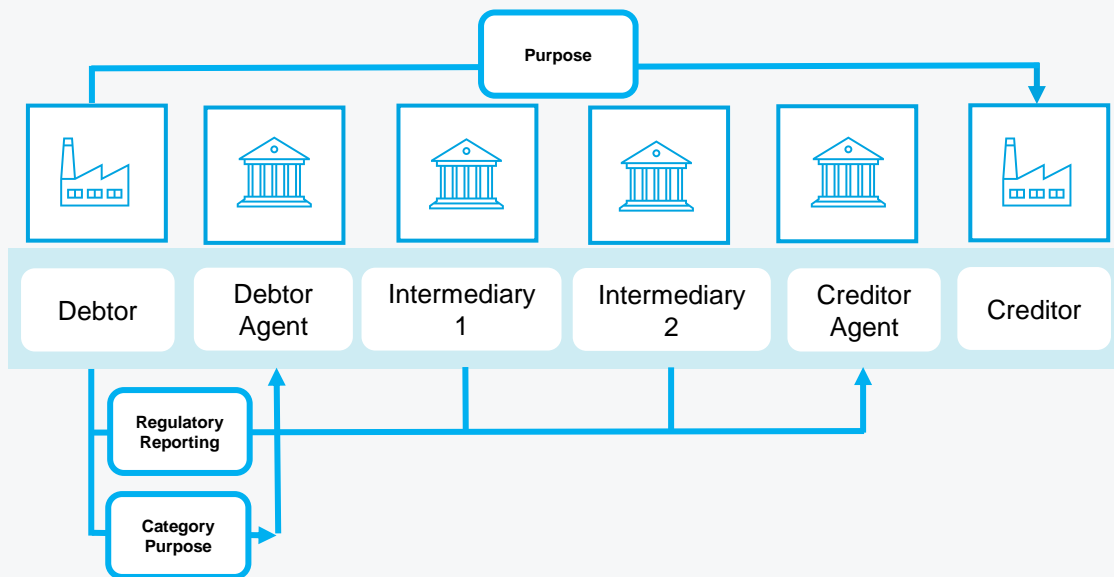 Purpose
Debtor
Debtor
Agent
Intermediary
1
Intermediary
2
Creditor
Agent
Creditor
Regulatory
Reporting
Category
Purpose